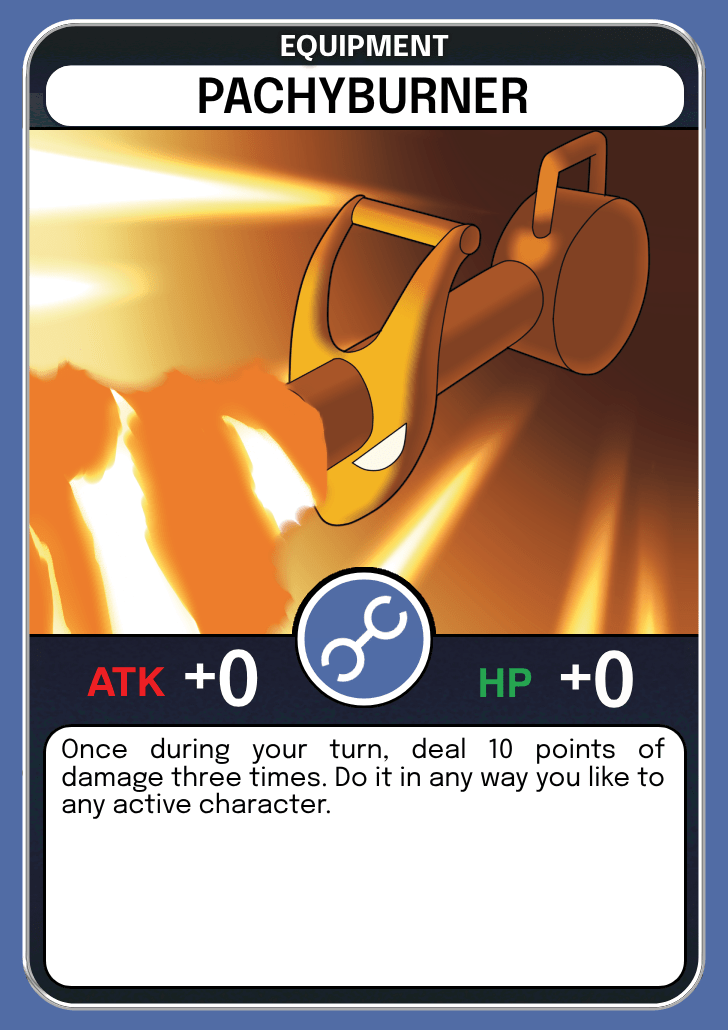 EQUIPMENT
PACHYBURNER
ATK +0 HP +0
Once during your turn, deal 10 points of
damage three times. Do it in any way you like to
any active character.